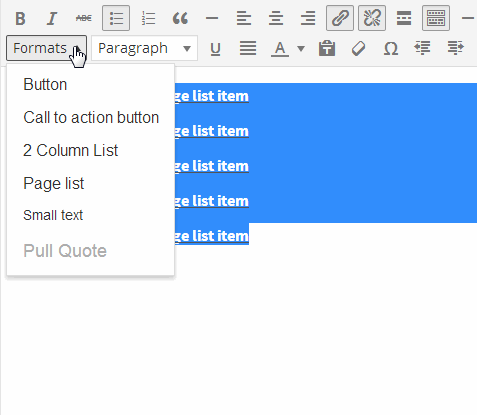 B I ABC
Formats Paragraph U A Ω
Button
Call to action button
2 Column List
Page list
Small text
Pull Quote
ge list item
ge list item
ge list item
ge list item
ge list item